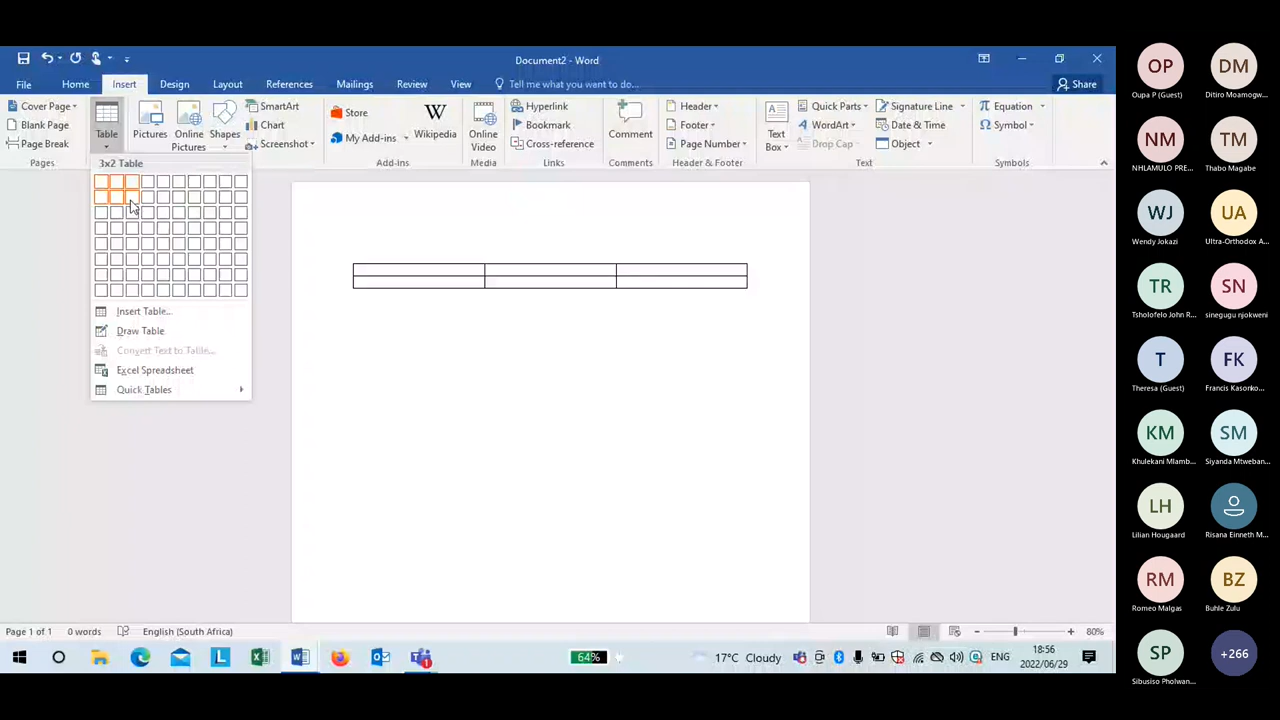 Document2 - Word
File Home Insert Design Layout References Mailings Review View Tell me what you want to do... Share
Cover Page
Blank Page
Page Break
Pages
Table
Pictures
Online Pictures
Shapes
SmartArt
Chart
Screenshot
Store
My Add-ins
Wikipedia
Add-ins
Online Video
Media
Hyperlink
Bookmark
Cross-reference
Links
Comment
Comments
Header
Footer
Page Number
Header & Footer
Text Box
Quick Parts
WordArt
Drop Cap
Signature Line
Date & Time
Object
Text
Equation
Symbol
Symbols
3x2 Table
Insert Table...
Draw Table
Convert Text to Table...
Excel Spreadsheet
Quick Tables
Page 1 of 1 0 words English (South Africa) 80%
64% 17°C Cloudy ENG 18:56
2022/06/29
OP DM
Oupa P (Guest) Ditiro Moamogw...
NM TM
NHLAMULO PRE... Thabo Magabe
WJ UA
Wendy Jokazi Ultra-Orthodox A...
TR SN
Tsholofelo John R... sinegugu njokweni
T FK
Theresa (Guest) Francis Kasonko...
KM SM
Khulekani Mlamb... Siyanda Mtweban...
LH
Lilian Hougaard Risana Einneth M...
RM BZ
Romeo Malgas Buhle Zulu
SP +266
Sibusiso Pholwan...